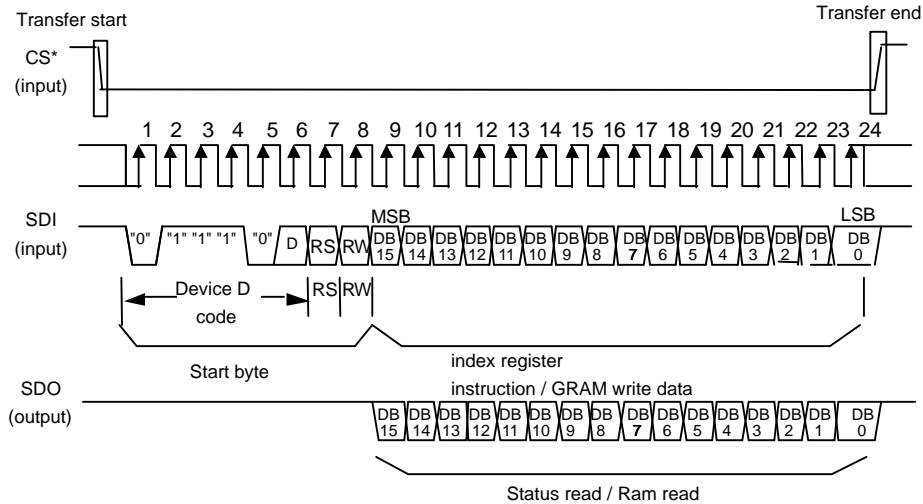 Transfer start
Transfer end
CS*
(input)
1 2 3 4 5 6 7 8 9 10 11 12 13 14 15 16 17 18 19 20 21 22 23 24
SDI
(input)
MSB
LSB
"0" "1" "1" "1" "0" D RS RW DB 15 DB 14 DB 13 DB 12 DB 11 DB 10 DB 9 DB 8 DB 7 DB 6 DB 5 DB 4 DB 3 DB 2 DB 1 DB 0
Device D
code
RS RW
Start byte
index register
instruction / GRAM write data
SDO
(output)
DB 15 DB 14 DB 13 DB 12 DB 11 DB 10 DB 9 DB 8 DB 7 DB 6 DB 5 DB 4 DB 3 DB 2 DB 1 DB 0
Status read / Ram read